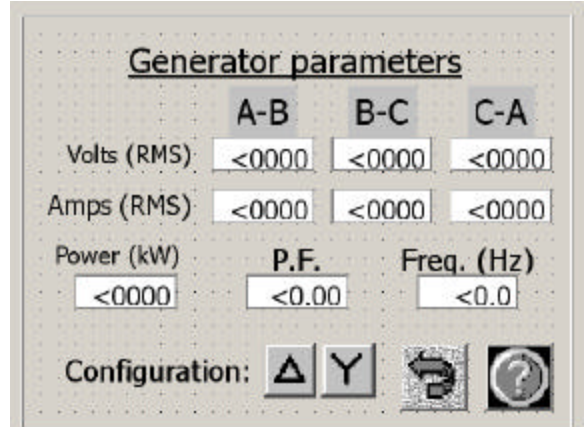 Generator parameters
A-B B-C C-A
Volts (RMS) <0000 <0000 <0000
Amps (RMS) <0000 <0000 <0000
Power (kW) P.F. Freq. (Hz)
<0000 <0.00 <0.0
Configuration: Δ Y ?